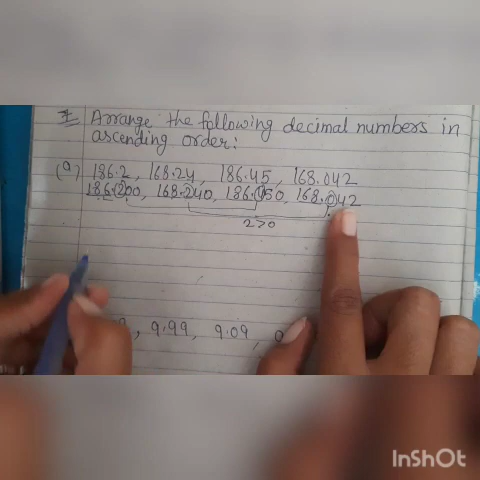 7. Arrange the following decimal numbers in
ascending order:
(a) 186.2, 168.24, 186.45, 168.042
186.200, 168.240, 186.450, 168.042
2>0
9.99, 9.09,
InShOt